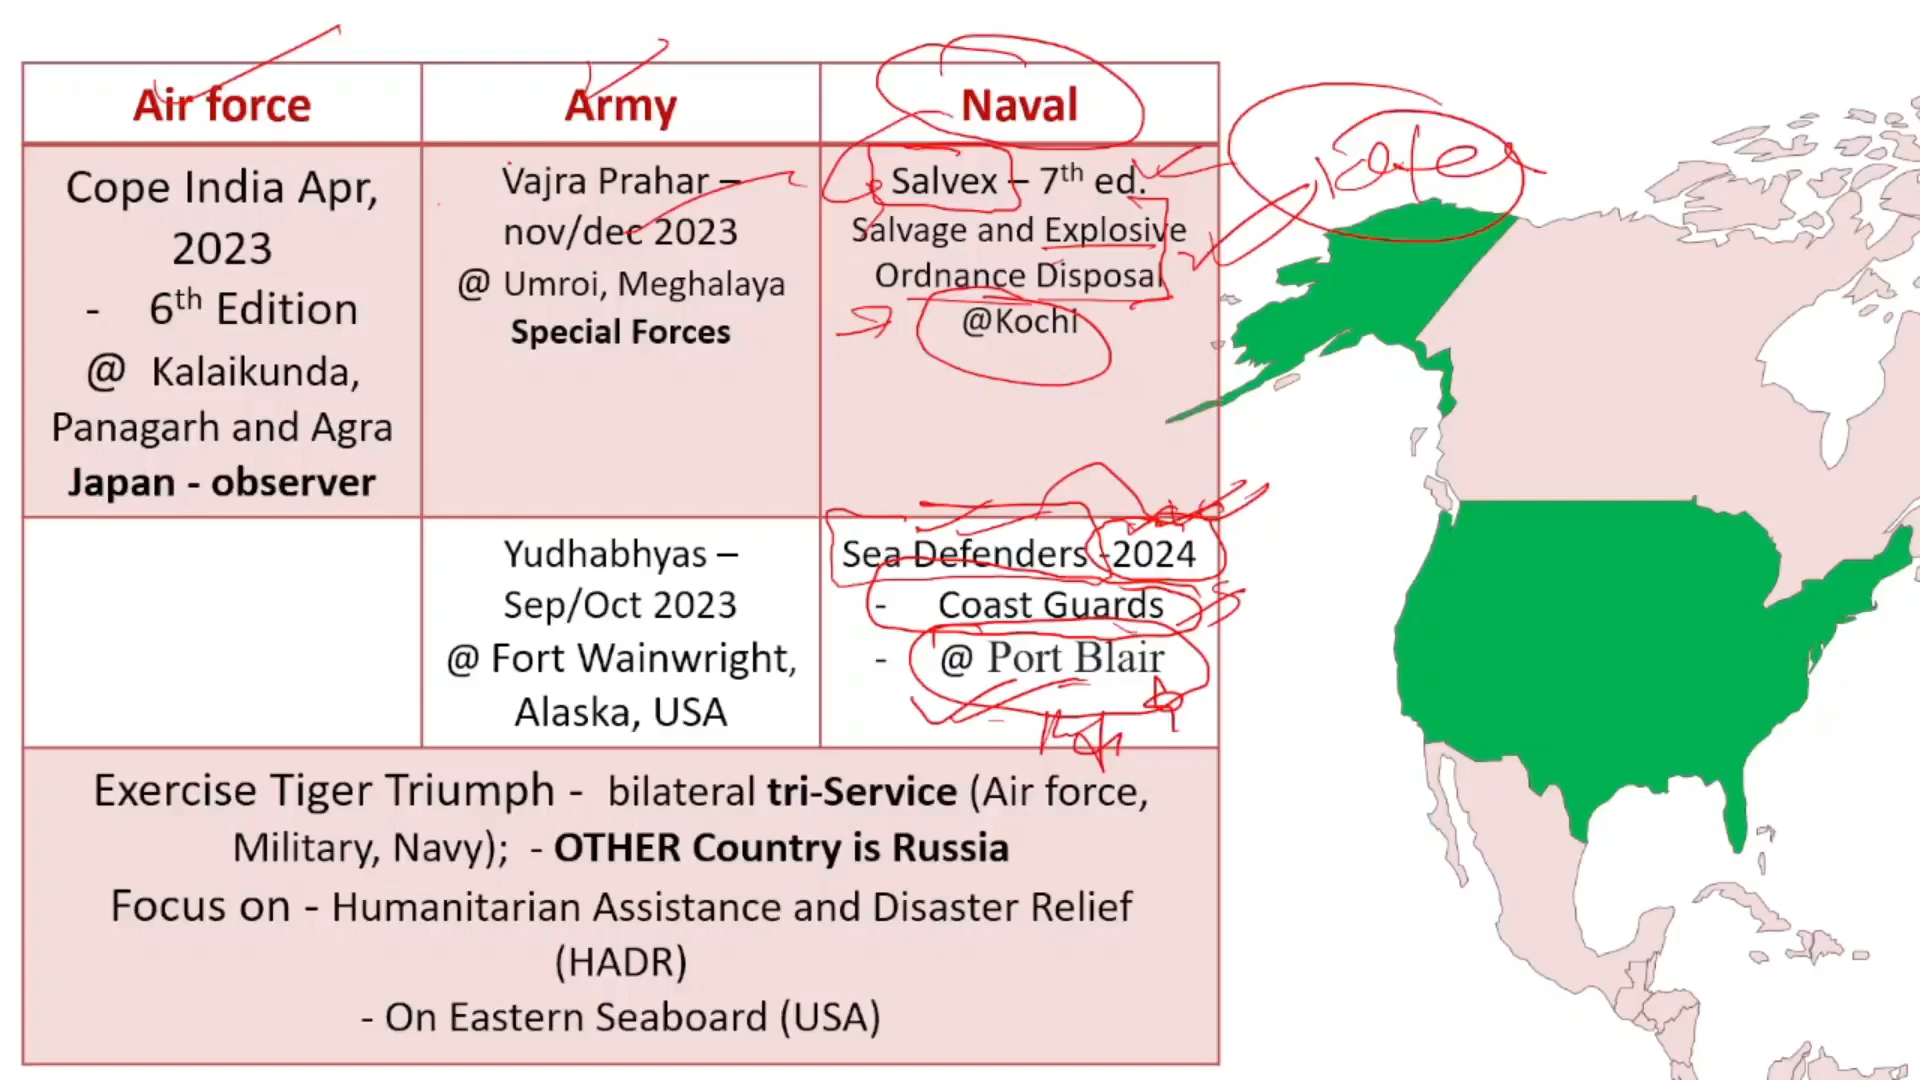 Air force
Army
Naval
Cope India Apr,
2023
- 6th Edition
@ Kalaikunda,
Panagarh and Agra
Japan - observer
Vajra Prahar –
nov/dec 2023
@ Umroi, Meghalaya
Special Forces
Salvex – 7th ed.
Salvage and Explosive
Ordnance Disposal
@Kochi
Yudhabhyas –
Sep/Oct 2023
@ Fort Wainwright,
Alaska, USA
Sea Defenders -2024
- Coast Guards
- @ Port Blair
Exercise Tiger Triumph - bilateral tri-Service (Air force,
Military, Navy); - OTHER Country is Russia
Focus on - Humanitarian Assistance and Disaster Relief
(HADR)
- On Eastern Seaboard (USA)